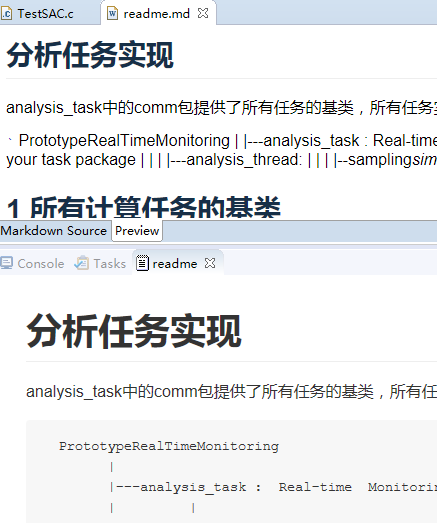 TestSAC.c readme.md
分析任务实现
analysis_task中的comm包提供了所有任务的基类，所有任务
` PrototypeRealTimeMonitoring | |---analysis_task : Real-time
your task package | | | |---analysis_thread: | | | |--samplingsim
1 所有计算任务的基类
Markdown Source Preview
Console Tasks readme
分析任务实现
analysis_task中的comm包提供了所有任务的基类，所有任
PrototypeRealTimeMonitoring
|
|---analysis_task : Real-time Monitorin
| |